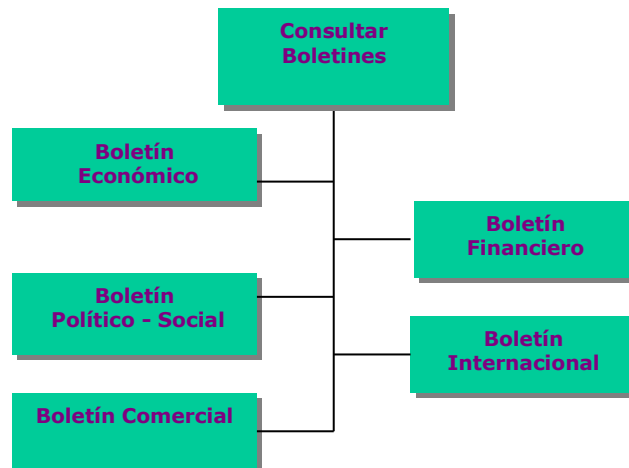 Consultar
Boletines
Boletín
Económico
Boletín
Financiero
Boletín
Político - Social
Boletín
Internacional
Boletín Comercial